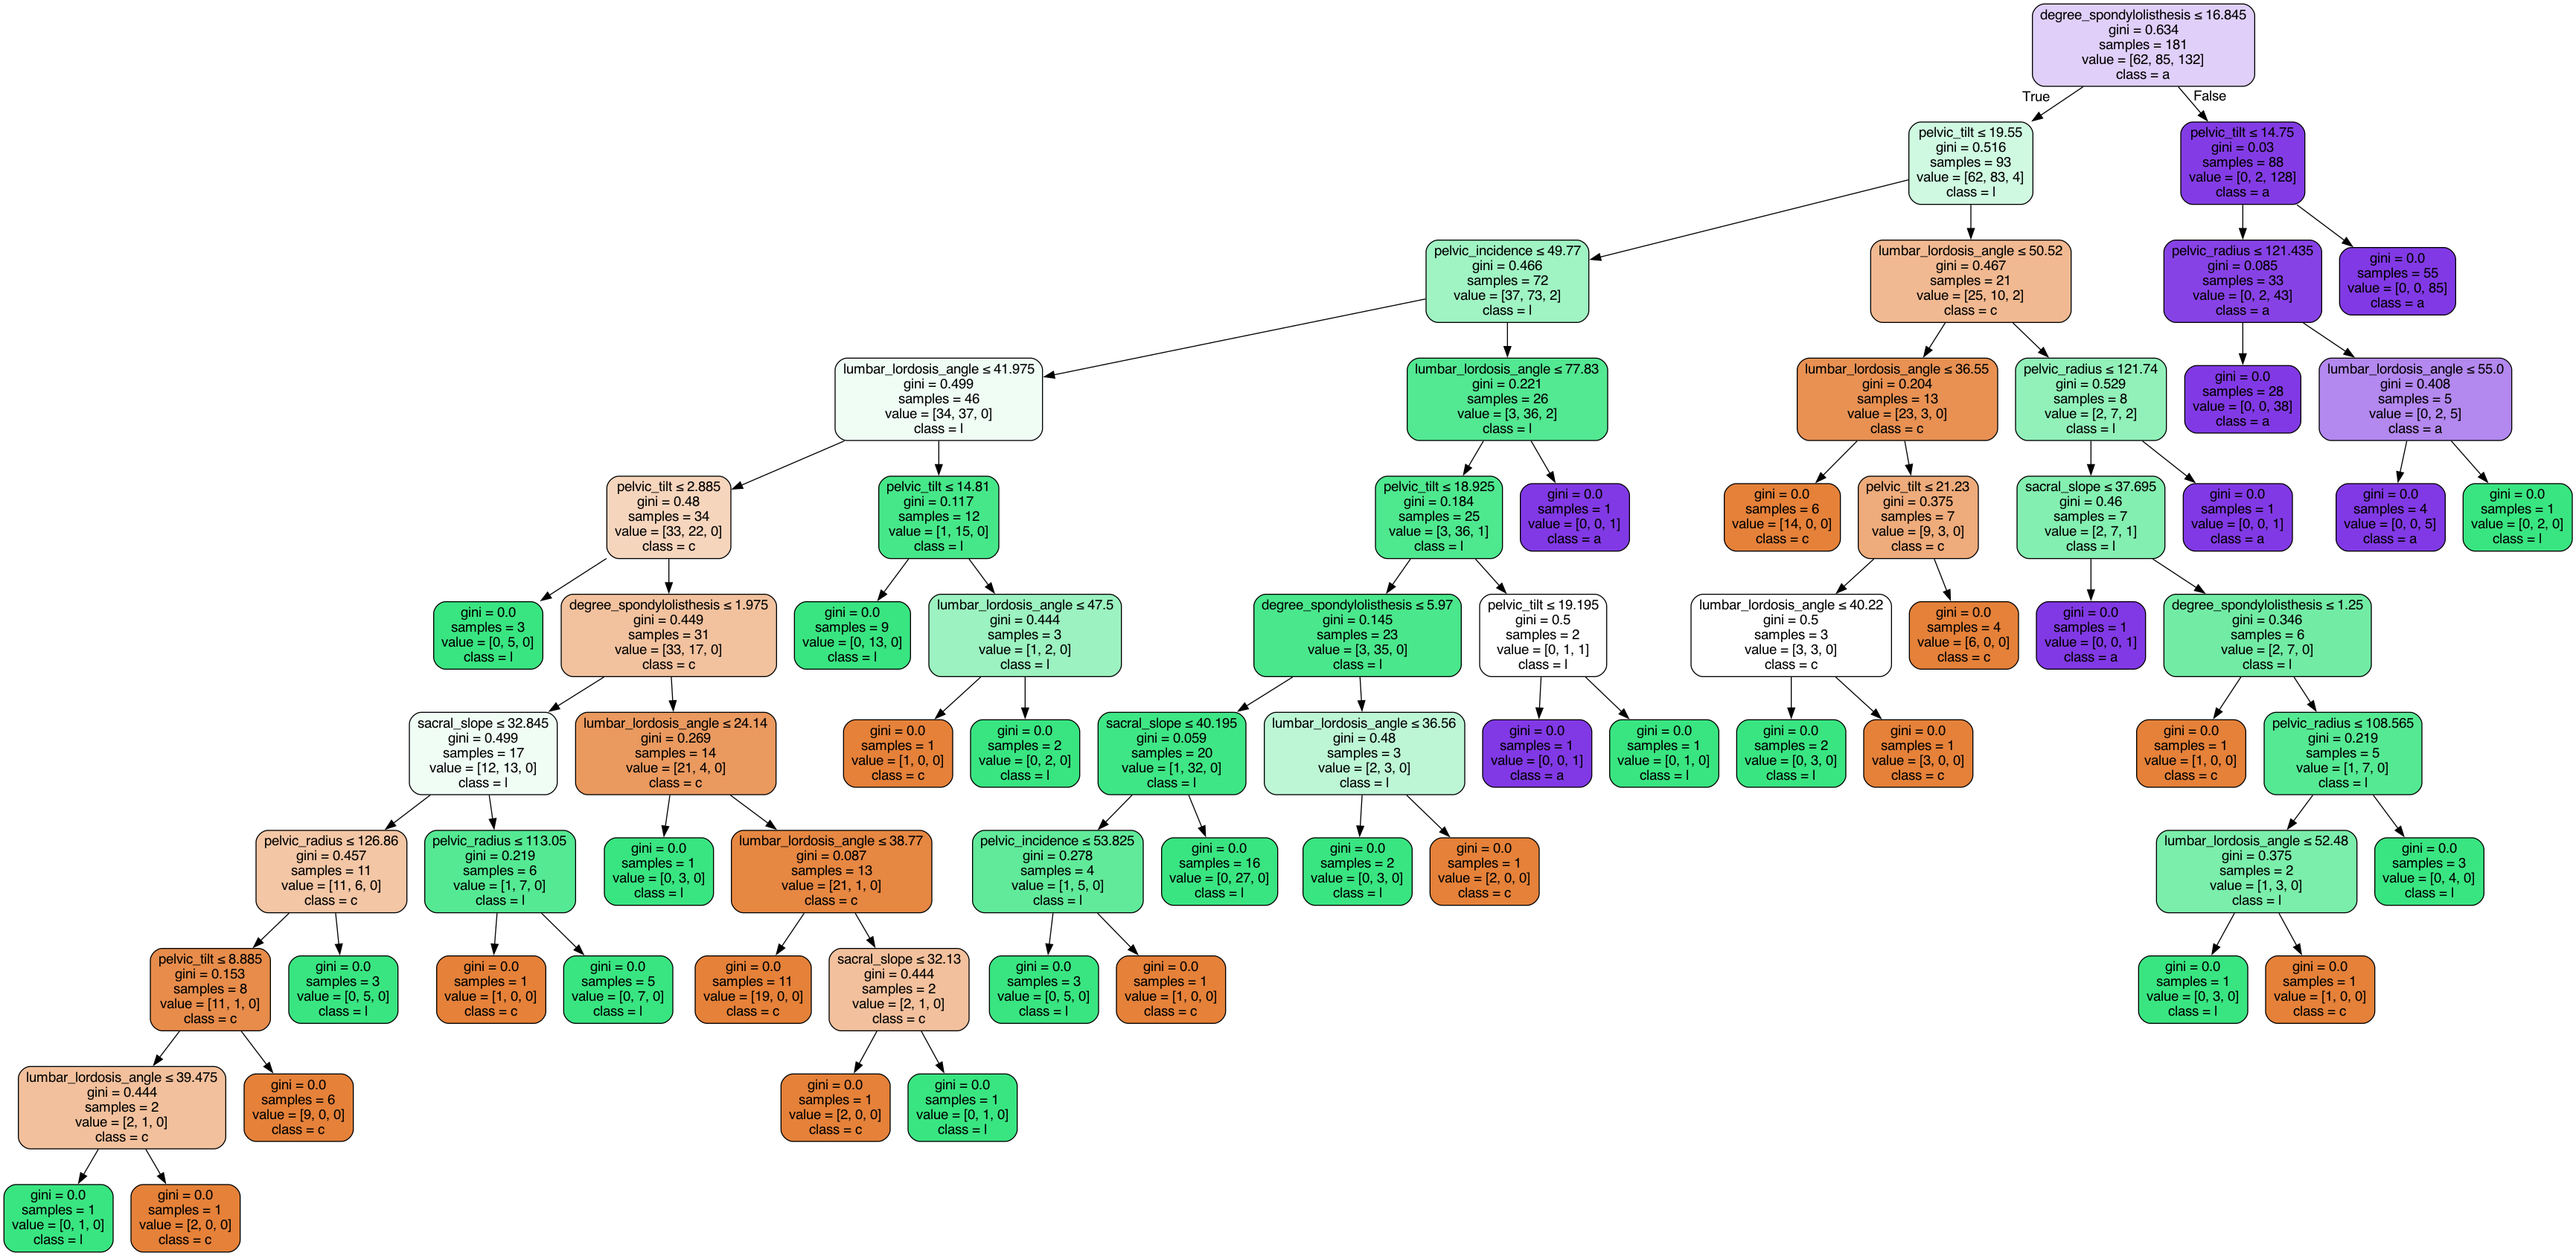 degree_spondylolisthesis ≤ 16.845
gini = 0.634
samples = 181
value = [62, 85, 132]
class = a
True
False
pelvic_tilt ≤ 19.55
gini = 0.516
samples = 93
value = [62, 83, 4]
class = l
pelvic_tilt ≤ 14.75
gini = 0.03
samples = 88
value = [0, 2, 128]
class = a
pelvic_incidence ≤ 49.77
gini = 0.466
samples = 72
value = [37, 73, 2]
class = l
lumbar_lordosis_angle ≤ 50.52
gini = 0.467
samples = 21
value = [25, 10, 2]
class = c
pelvic_radius ≤ 121.435
gini = 0.085
samples = 33
value = [0, 2, 43]
class = a
gini = 0.0
samples = 55
value = [0, 0, 85]
class = a
lumbar_lordosis_angle ≤ 41.975
gini = 0.499
samples = 46
value = [34, 37, 0]
class = l
lumbar_lordosis_angle ≤ 77.83
gini = 0.221
samples = 26
value = [3, 36, 2]
class = l
lumbar_lordosis_angle ≤ 36.55
gini = 0.204
samples = 13
value = [23, 3, 0]
class = c
pelvic_radius ≤ 121.74
gini = 0.529
samples = 8
value = [2, 7, 2]
class = l
gini = 0.0
samples = 28
value = [0, 0, 38]
class = a
lumbar_lordosis_angle ≤ 55.0
gini = 0.408
samples = 5
value = [0, 2, 5]
class = a
pelvic_tilt ≤ 2.885
gini = 0.48
samples = 34
value = [33, 22, 0]
class = c
pelvic_tilt ≤ 14.81
gini = 0.117
samples = 12
value = [1, 15, 0]
class = l
pelvic_tilt ≤ 18.925
gini = 0.184
samples = 25
value = [3, 36, 1]
class = l
gini = 0.0
samples = 1
value = [0, 0, 1]
class = a
gini = 0.0
samples = 6
value = [14, 0, 0]
class = c
pelvic_tilt ≤ 21.23
gini = 0.375
samples = 7
value = [9, 3, 0]
class = c
sacral_slope ≤ 37.695
gini = 0.46
samples = 7
value = [2, 7, 1]
class = l
gini = 0.0
samples = 1
value = [0, 0, 1]
class = a
gini = 0.0
samples = 4
value = [0, 0, 5]
class = a
gini = 0.0
samples = 1
value = [0, 2, 0]
class = l
gini = 0.0
samples = 3
value = [0, 5, 0]
class = l
degree_spondylolisthesis ≤ 1.975
gini = 0.449
samples = 31
value = [33, 17, 0]
class = c
gini = 0.0
samples = 9
value = [0, 13, 0]
class = l
lumbar_lordosis_angle ≤ 47.5
gini = 0.444
samples = 3
value = [1, 2, 0]
class = l
degree_spondylolisthesis ≤ 5.97
gini = 0.145
samples = 23
value = [3, 35, 0]
class = l
pelvic_tilt ≤ 19.195
gini = 0.5
samples = 2
value = [0, 1, 1]
class = l
lumbar_lordosis_angle ≤ 40.22
gini = 0.5
samples = 3
value = [3, 3, 0]
class = c
gini = 0.0
samples = 4
value = [6, 0, 0]
class = c
gini = 0.0
samples = 1
value = [0, 0, 1]
class = a
degree_spondylolisthesis ≤ 1.25
gini = 0.346
samples = 6
value = [2, 7, 0]
class = l
sacral_slope ≤ 32.845
gini = 0.499
samples = 17
value = [12, 13, 0]
class = l
lumbar_lordosis_angle ≤ 24.14
gini = 0.269
samples = 14
value = [21, 4, 0]
class = c
gini = 0.0
samples = 1
value = [1, 0, 0]
class = c
gini = 0.0
samples = 2
value = [0, 2, 0]
class = l
sacral_slope ≤ 40.195
gini = 0.059
samples = 20
value = [1, 32, 0]
class = l
lumbar_lordosis_angle ≤ 36.56
gini = 0.48
samples = 3
value = [2, 3, 0]
class = l
gini = 0.0
samples = 1
value = [0, 0, 1]
class = a
gini = 0.0
samples = 1
value = [0, 1, 0]
class = l
gini = 0.0
samples = 2
value = [0, 3, 0]
class = l
gini = 0.0
samples = 1
value = [3, 0, 0]
class = c
gini = 0.0
samples = 1
value = [1, 0, 0]
class = c
pelvic_radius ≤ 108.565
gini = 0.219
samples = 5
value = [1, 7, 0]
class = l
pelvic_radius ≤ 126.86
gini = 0.457
samples = 11
value = [11, 6, 0]
class = c
pelvic_radius ≤ 113.05
gini = 0.219
samples = 6
value = [1, 7, 0]
class = l
gini = 0.0
samples = 1
value = [0, 3, 0]
class = l
lumbar_lordosis_angle ≤ 38.77
gini = 0.087
samples = 13
value = [21, 1, 0]
class = c
pelvic_incidence ≤ 53.825
gini = 0.278
samples = 4
value = [1, 5, 0]
class = l
gini = 0.0
samples = 16
value = [0, 27, 0]
class = l
gini = 0.0
samples = 2
value = [0, 3, 0]
class = l
gini = 0.0
samples = 1
value = [2, 0, 0]
class = c
lumbar_lordosis_angle ≤ 52.48
gini = 0.375
samples = 2
value = [1, 3, 0]
class = l
gini = 0.0
samples = 3
value = [0, 4, 0]
class = l
pelvic_tilt ≤ 8.885
gini = 0.153
samples = 8
value = [11, 1, 0]
class = c
gini = 0.0
samples = 3
value = [0, 5, 0]
class = l
gini = 0.0
samples = 1
value = [1, 0, 0]
class = c
gini = 0.0
samples = 5
value = [0, 7, 0]
class = l
gini = 0.0
samples = 11
value = [19, 0, 0]
class = c
sacral_slope ≤ 32.13
gini = 0.444
samples = 2
value = [2, 1, 0]
class = c
gini = 0.0
samples = 3
value = [0, 5, 0]
class = l
gini = 0.0
samples = 1
value = [1, 0, 0]
class = c
gini = 0.0
samples = 1
value = [0, 3, 0]
class = l
gini = 0.0
samples = 1
value = [1, 0, 0]
class = c
lumbar_lordosis_angle ≤ 39.475
gini = 0.444
samples = 2
value = [2, 1, 0]
class = c
gini = 0.0
samples = 6
value = [9, 0, 0]
class = c
gini = 0.0
samples = 1
value = [2, 0, 0]
class = c
gini = 0.0
samples = 1
value = [0, 1, 0]
class = l
gini = 0.0
samples = 1
value = [0, 1, 0]
class = l
gini = 0.0
samples = 1
value = [2, 0, 0]
class = c